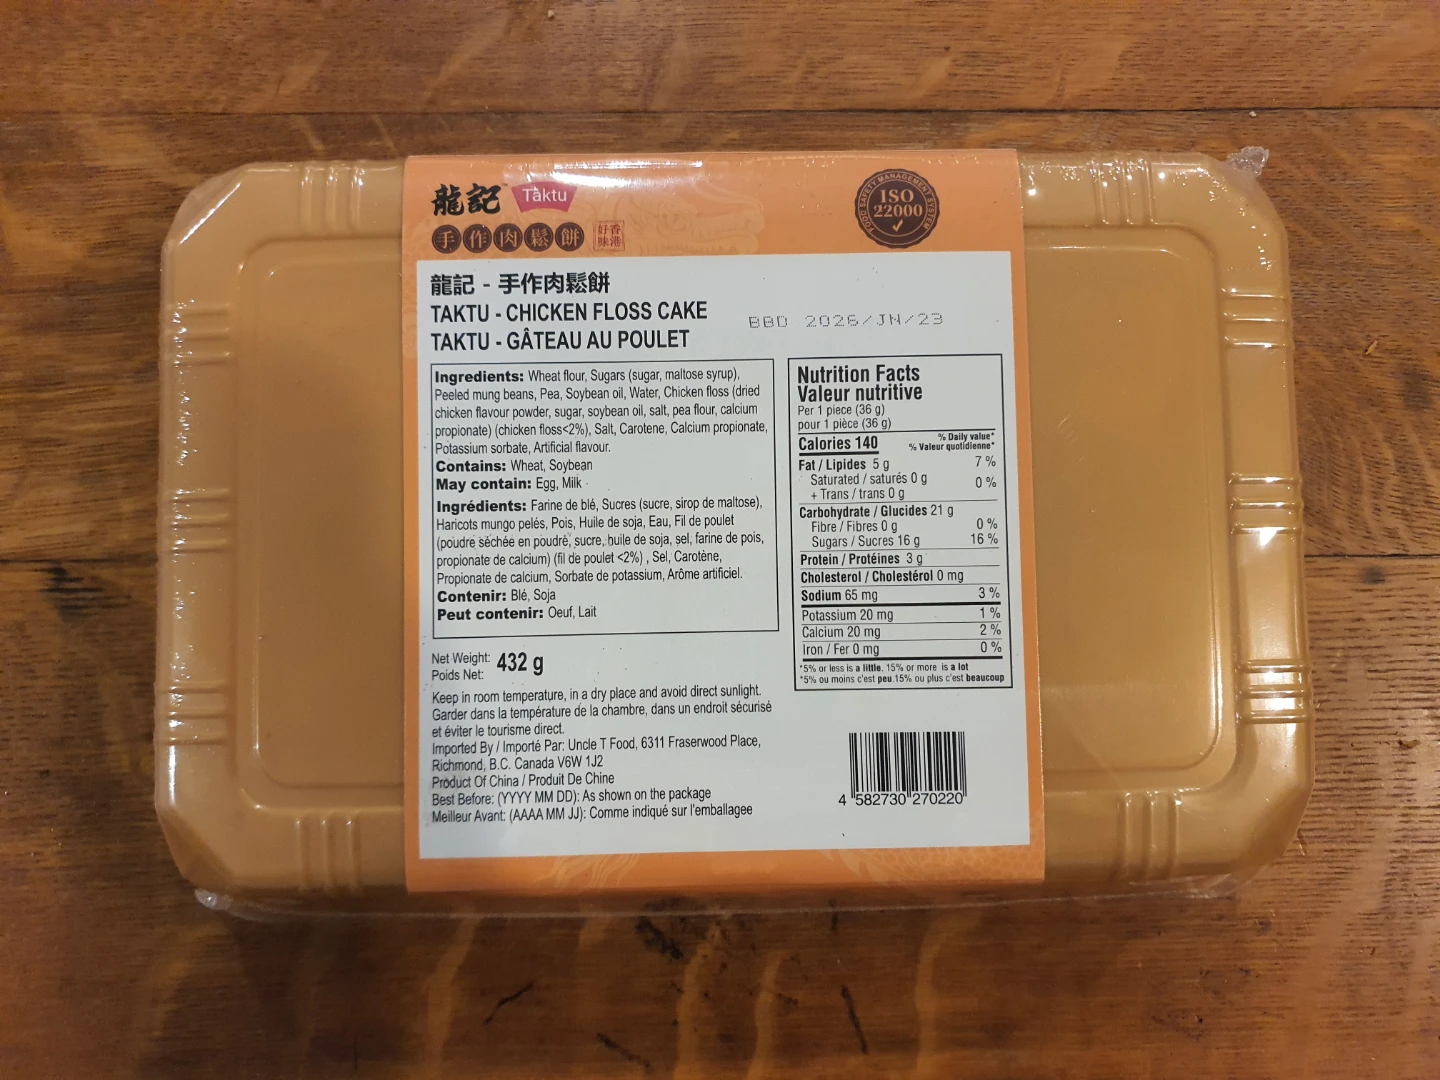 龍記 Taktu
手作肉鬆餅 好味 香港
FOOD SAFETY MANAGEMENT SYSTEM
ISO
22000
龍記 - 手作肉鬆餅
TAKTU - CHICKEN FLOSS CAKE
TAKTU - GÂTEAU AU POULET
BBD 2026/JN/23
Ingredients: Wheat flour, Sugars (sugar, maltose syrup),
Peeled mung beans, Pea, Soybean oil, Water, Chicken floss (dried
chicken flavour powder, sugar, soybean oil, salt, pea flour, calcium
propionate) (chicken floss<2%), Salt, Carotene, Calcium propionate,
Potassium sorbate, Artificial flavour.
Contains: Wheat, Soybean
May contain: Egg, Milk
Ingrédients: Farine de blé, Sucres (sucre, sirop de maltose),
Haricots mungo pelés, Pois, Huile de soja, Eau, Fil de poulet
(poudre séchée en poudre, sucre, huile de soja, sel, farine de pois,
propionate de calcium) (fil de poulet <2%) , Sel, Carotène,
Propionate de calcium, Sorbate de potassium, Arôme artificiel.
Contenir: Blé, Soja
Peut contenir: Oeuf, Lait
Net Weight: 432 g
Poids Net:
Keep in room temperature, in a dry place and avoid direct sunlight.
Garder dans la température de la chambre, dans un endroit sécurisé
et éviter le tourisme direct.
Imported By / Importé Par: Uncle T Food, 6311 Fraserwood Place,
Richmond, B.C. Canada V6W 1J2
Product Of China / Produit De Chine
Best Before: (YYYY MM DD): As shown on the package
Meilleur Avant: (AAAA MM JJ): Comme indiqué sur l'emballagee
Nutrition Facts
Valeur nutritive
Per 1 piece (36 g)
pour 1 pièce (36 g)
Calories 140 % Daily value*
% Valeur quotidienne*
Fat / Lipides 5 g 7 %
Saturated / saturés 0 g 0 %
+ Trans / trans 0 g
Carbohydrate / Glucides 21 g
Fibre / Fibres 0 g 0 %
Sugars / Sucres 16 g 16 %
Protein / Protéines 3 g
Cholesterol / Cholestérol 0 mg
Sodium 65 mg 3 %
Potassium 20 mg 1 %
Calcium 20 mg 2 %
Iron / Fer 0 mg 0 %
*5% or less is a little, 15% or more is a lot
*5% ou moins c'est peu.15% ou plus c'est beaucoup
4 582730 270220